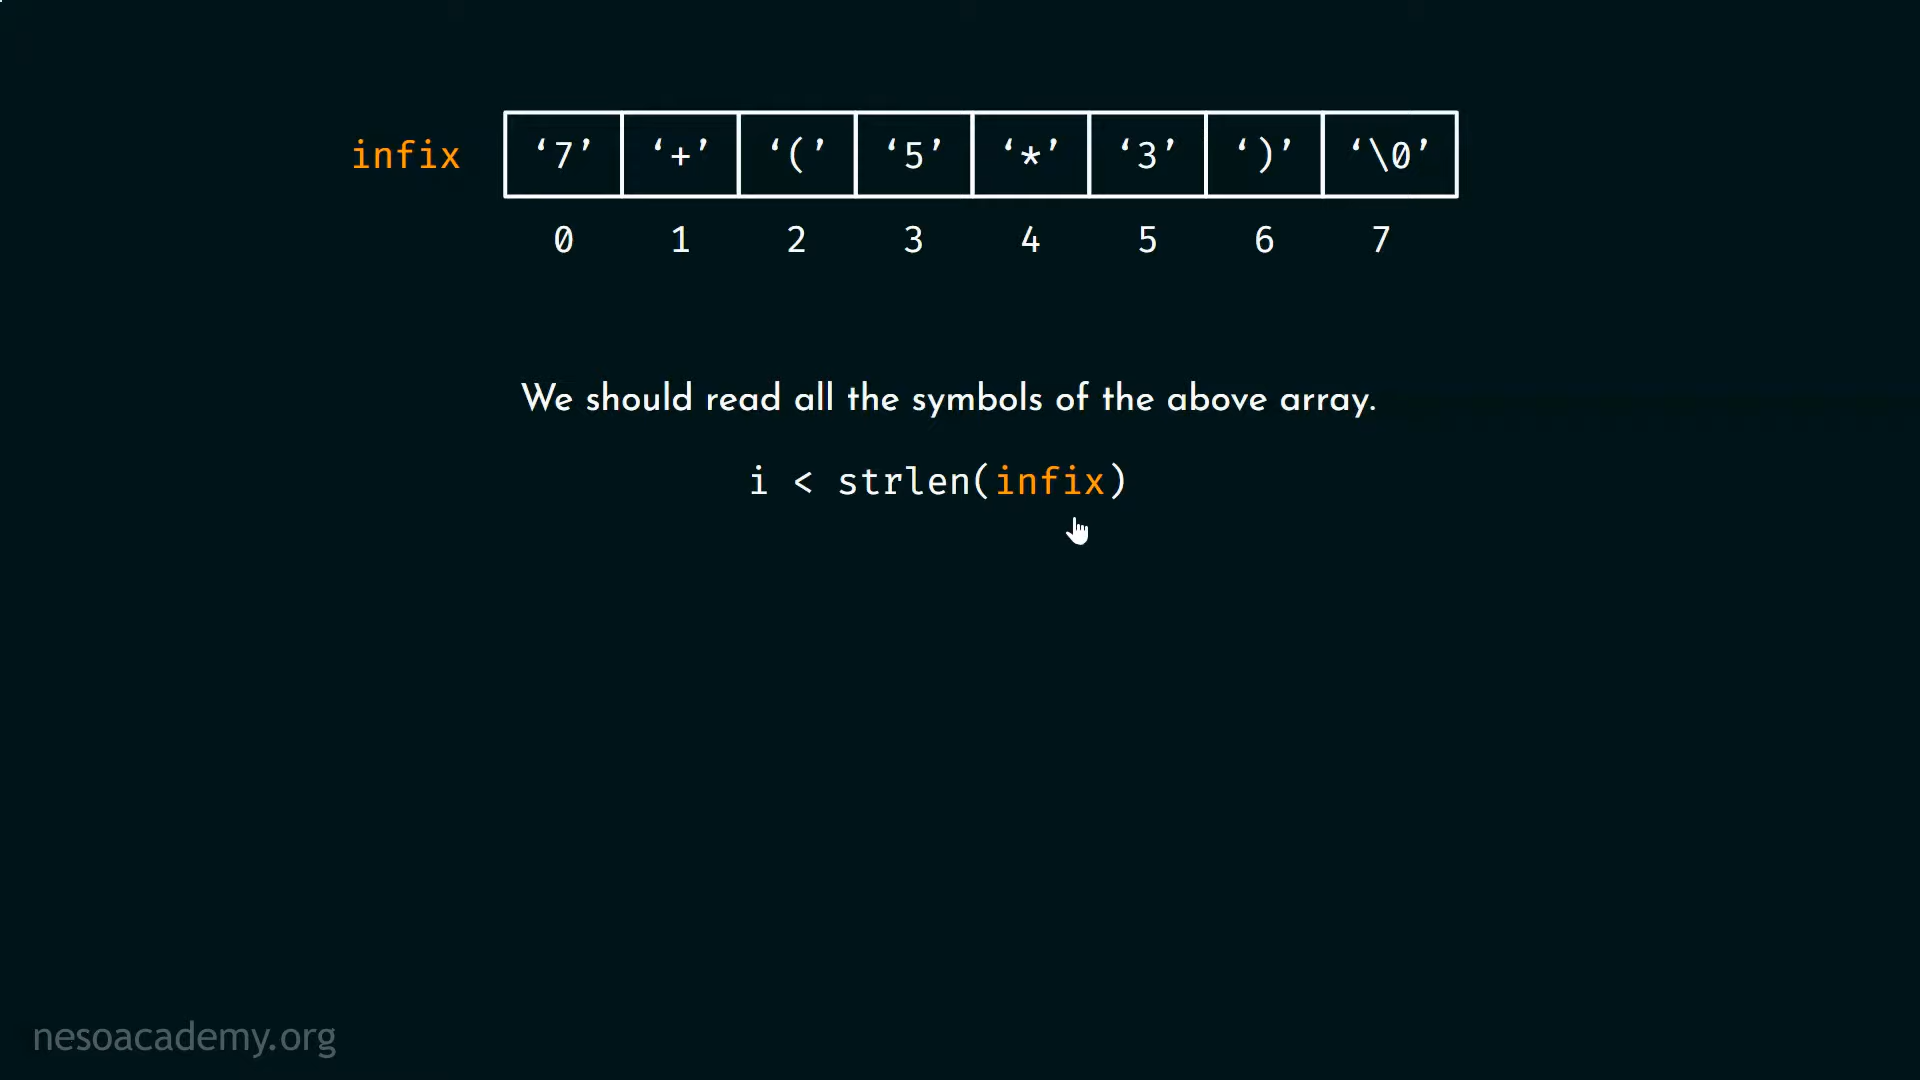 infix ‘7’ ‘+’ ‘(’ ‘5’ ‘*’ ‘3’ ‘)’ ‘\0’
0 1 2 3 4 5 6 7
We should read all the symbols of the above array.
i < strlen(infix)
nesoacademy.org